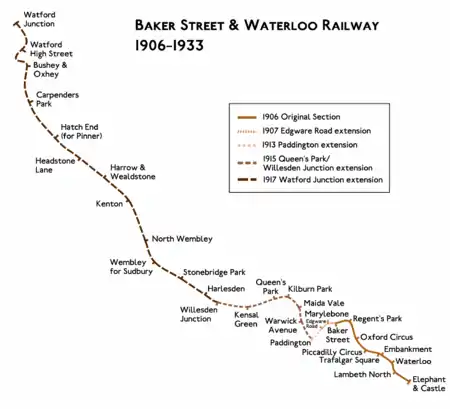 BAKER STREET & WATERLOO RAILWAY
1906-1933
Watford
Junction
Watford
High Street
Bushey &
Oxhey
Carpenders
Park
Hatch End
(for Pinner)
Headstone
Lane
Harrow &
Wealdstone
Kenton
North Wembley
Wembley
for Sudbury
Stonebridge Park
Harlesden
Willesden
Junction
Kensal
Green
Queen's
Park
Kilburn Park
Maida Vale
Warwick
Avenue
Paddington
Edgware
Road
Marylebone
Baker
Street
Regent's Park
Oxford Circus
Piccadilly Circus
Trafalgar Square
Embankment
Waterloo
Lambeth North
Elephant
& Castle
1906 Original Section
1907 Edgware Road extension
1913 Paddington extension
1915 Queen's Park/
Willesden Junction extension
1917 Watford Junction extension